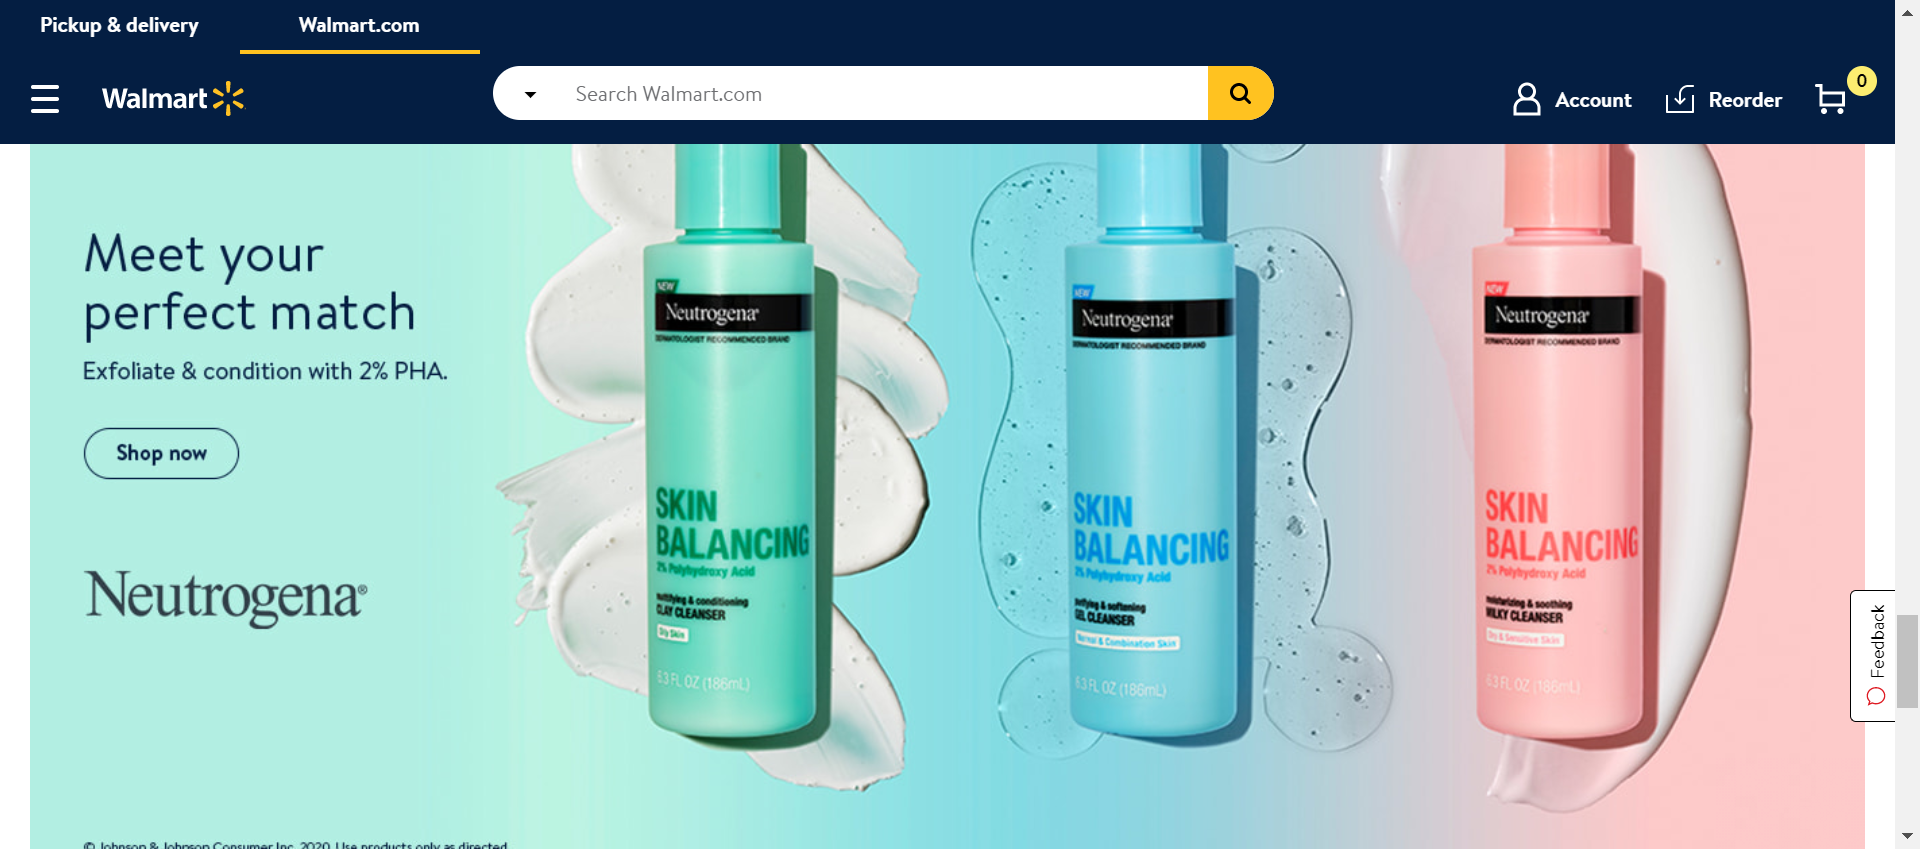 Pickup & delivery
Walmart.com
Walmart
Search Walmart.com
Account
Reorder
0
Meet your
perfect match
Exfoliate & condition with 2% PHA.
Shop now
Neutrogena®
NEW
Neutrogena®
DERMATOLOGIST RECOMMENDED BRAND
SKIN
BALANCING
2% Polyhydroxy Acid
mattifying & conditioning
CLAY CLEANSER
Oily Skin
6.3 FL OZ (186mL)
NEW
Neutrogena®
DERMATOLOGIST RECOMMENDED BRAND
SKIN
BALANCING
2% Polyhydroxy Acid
purifying & softening
GEL CLEANSER
Normal & Combination Skin
6.3 FL OZ (186mL)
NEW
Neutrogena®
DERMATOLOGIST RECOMMENDED BRAND
SKIN
BALANCING
2% Polyhydroxy Acid
moisturizing & soothing
MILKY CLEANSER
Dry & Sensitive Skin
6.3 FL OZ (186mL)
Feedback
© Johnson & Johnson Consumer Inc. 2020. Use products only as directed.